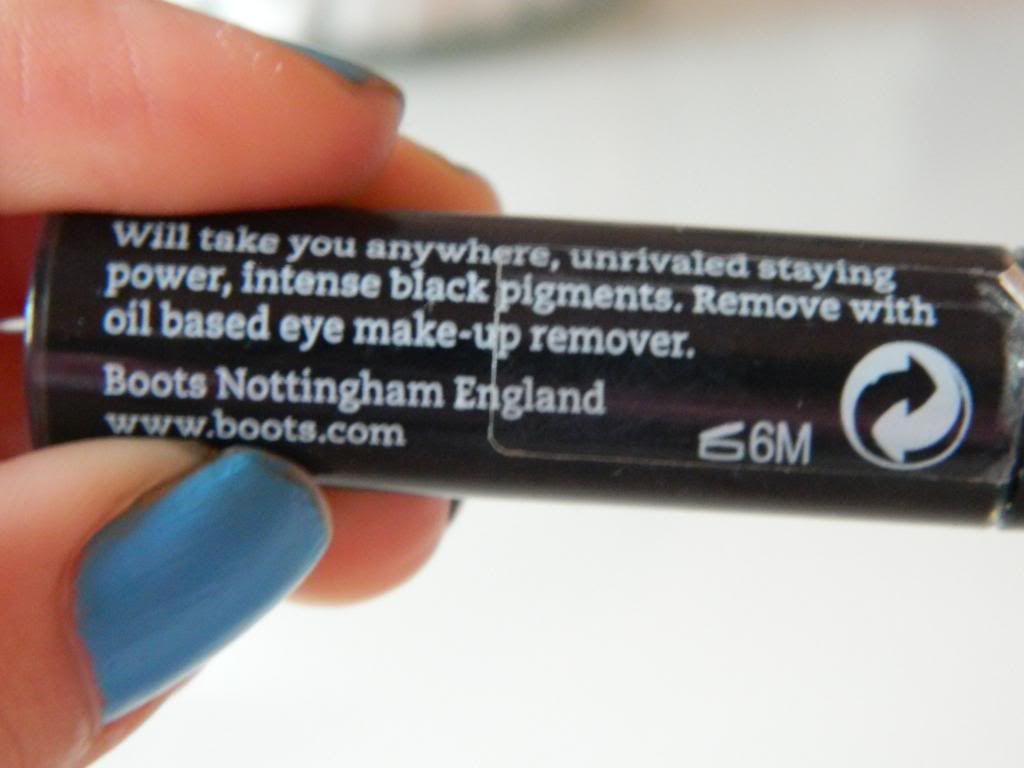 Will take you anywhere, unrivaled staying
power, intense black pigments. Remove with
oil based eye make-up remover.
Boots Nottingham England
www.boots.com
6M